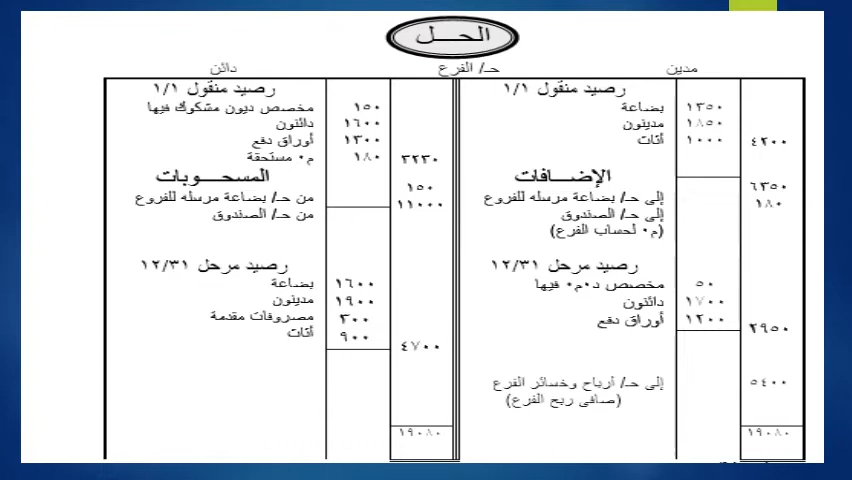 الحـــل
مدين حـ/ الفرع دائن
رصيد منقول ١/١ رصيد منقول ١/١
١٣٥٠ بضاعة ١٥٠ مخصص ديون مشكوك فيها
١٨٥٠ مدينون ١٦٠٠ دائنون
٤٢٠٠ ١٠٠٠ أثاث ١٣٠٠ أوراق دفع
٣٢٣٠ ١٨٠ م٠ مستحقة
الإضـــافات المسحـــوبات
٦٣٥٠ إلى حـ/ بضاعة مرسله للفروع ١٥٠ من حـ/ بضاعة مرسله للفروع
١٨٠ إلى حـ/ الصندوق ١١٠٠٠ من حـ/ الصندوق
(م٠ لحساب الفرع)
رصيد مرحل ١٢/٣١ رصيد مرحل ١٢/٣١
٥٠ مخصص د٠م٠ فيها ١٦٠٠ بضاعة
١٧٠٠ دائنون ١٩٠٠ مدينون
٢٩٥٠ ١٢٠٠ أوراق دفع ٣٠٠ مصروفات مقدمة
٤٧٠٠ ٩٠٠ أثاث
٥٤٠٠ إلى حـ/ أرباح وخسائر الفرع
(صافى ربح الفرع)
١٩٠٨٠ ١٩٠٨٠